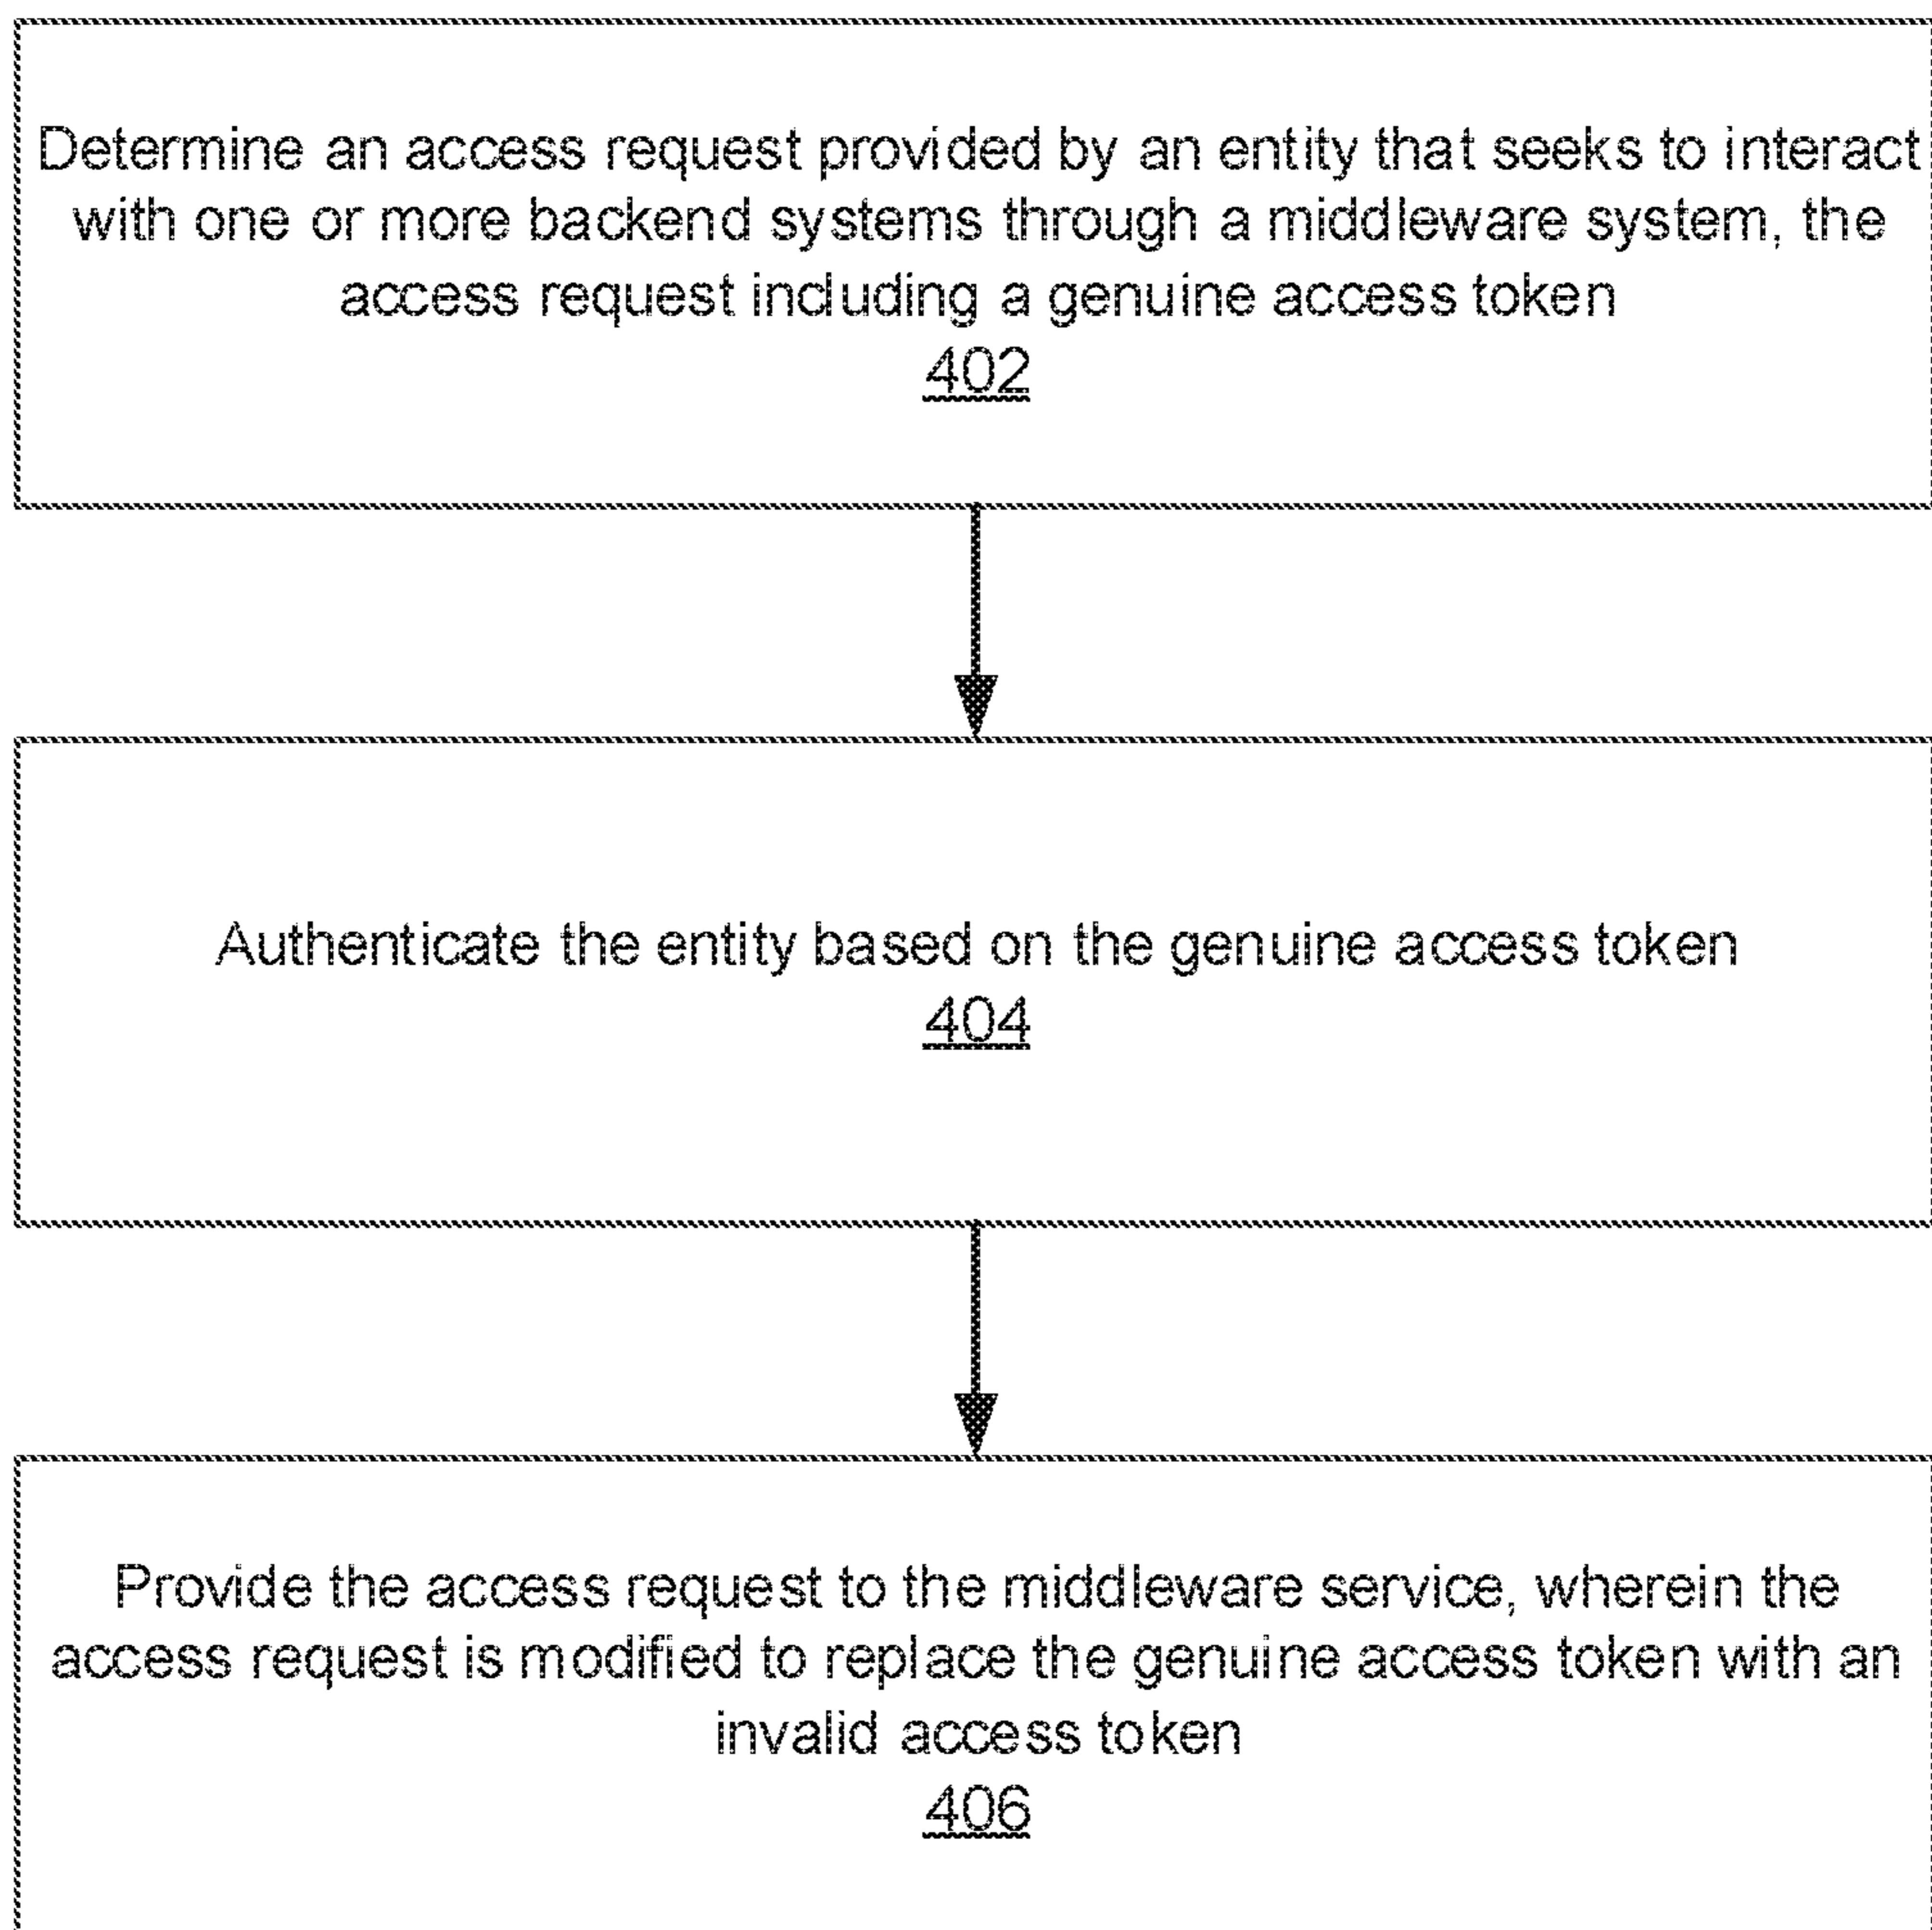 Determine an access request provided by an entity that seeks to interact
with one or more backend systems through a middleware system, the
access request including a genuine access token
402
Authenticate the entity based on the genuine access token
404
Provide the access request to the middleware service, wherein the
access request is modified to replace the genuine access token with an
invalid access token
406